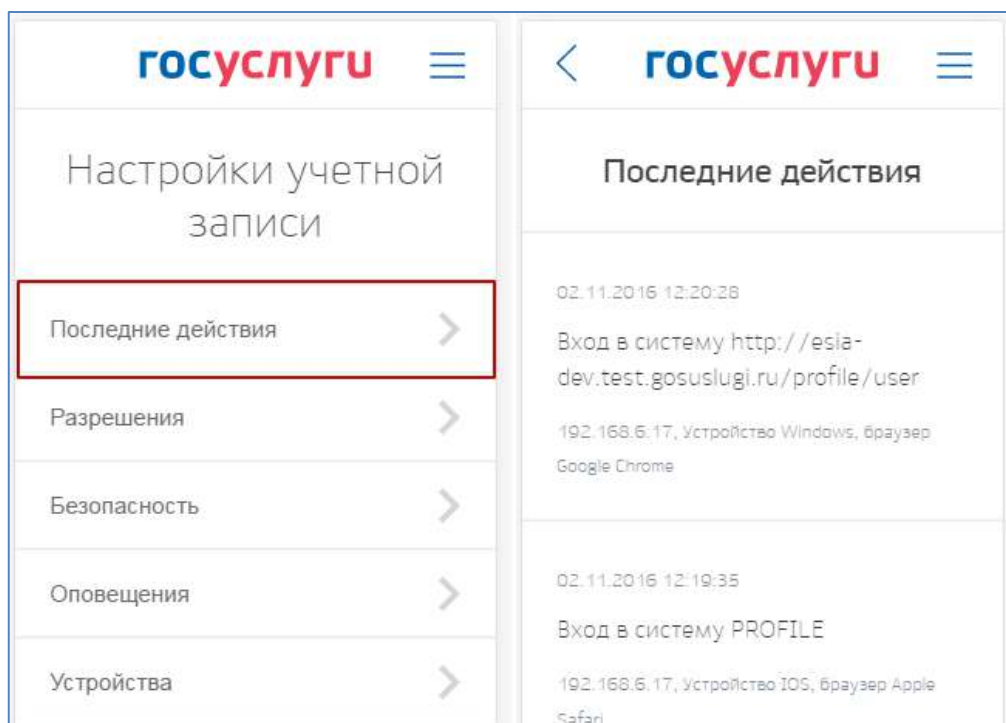 госуслуги
Настройки учетной
записи
Последние действия
Разрешения
Безопасность
Оповещения
Устройства
госуслуги
Последние действия
02.11.2016 12:20:28
Вход в систему http://esia-
dev.test.gosuslugi.ru/profile/user
192.168.6.17, Устройство Windows, браузер
Google Chrome
02.11.2016 12:19:35
Вход в систему PROFILE
192.168.6.17, Устройство IOS, браузер Apple
Safari